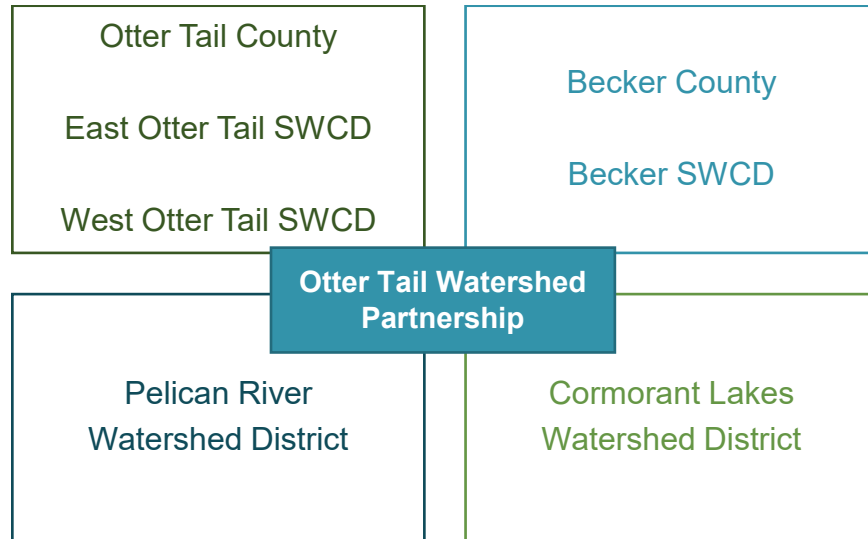 Otter Tail County
East Otter Tail SWCD
West Otter Tail SWCD
Becker County
Becker SWCD
Otter Tail Watershed
Partnership
Pelican River
Watershed District
Cormorant Lakes
Watershed District